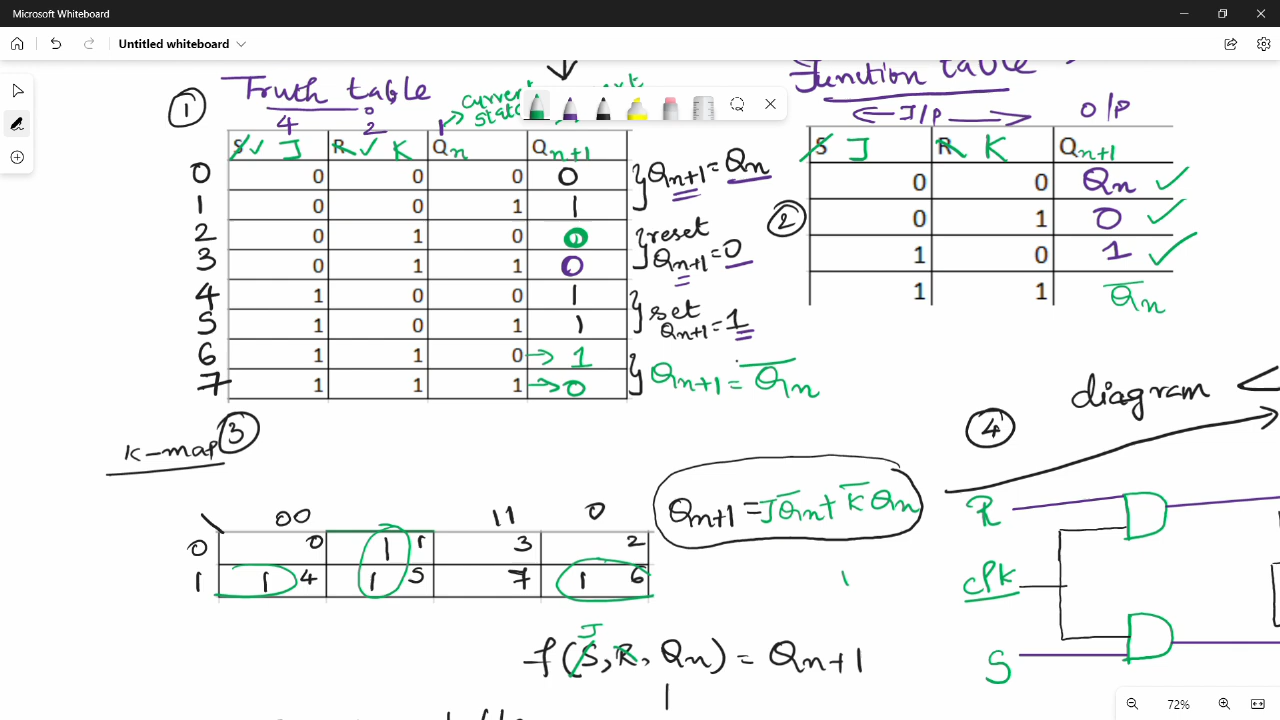 Microsoft Whiteboard
Untitled whiteboard
① Truth table
current state
Function table
← I/P → O/P
4 2 1
S J R K Qn Qn+1
0 0 0 0 0
1 0 0 1 1
2 0 1 0 0
3 0 1 1 0
4 1 0 0 1
5 1 0 1 1
6 1 1 0 → 1
7 1 1 1 → 0
} Qn+1 = Qn
} reset
Qn+1 = 0
} set
Qn+1 = 1
} Qn+1 = Q̅n
②
S J R K Qn+1
0 0 Qn ✓
0 1 0 ✓
1 0 1 ✓
1 1 Q̅n
③
K-map
00 11 0
0 0 1 1 3 2
1 1 4 1 5 7 1 6
Qn+1 = JQ̅n + K̅Qn
f(S, R, Qn) = Qn+1
J
④ diagram
R
clk
S
72%